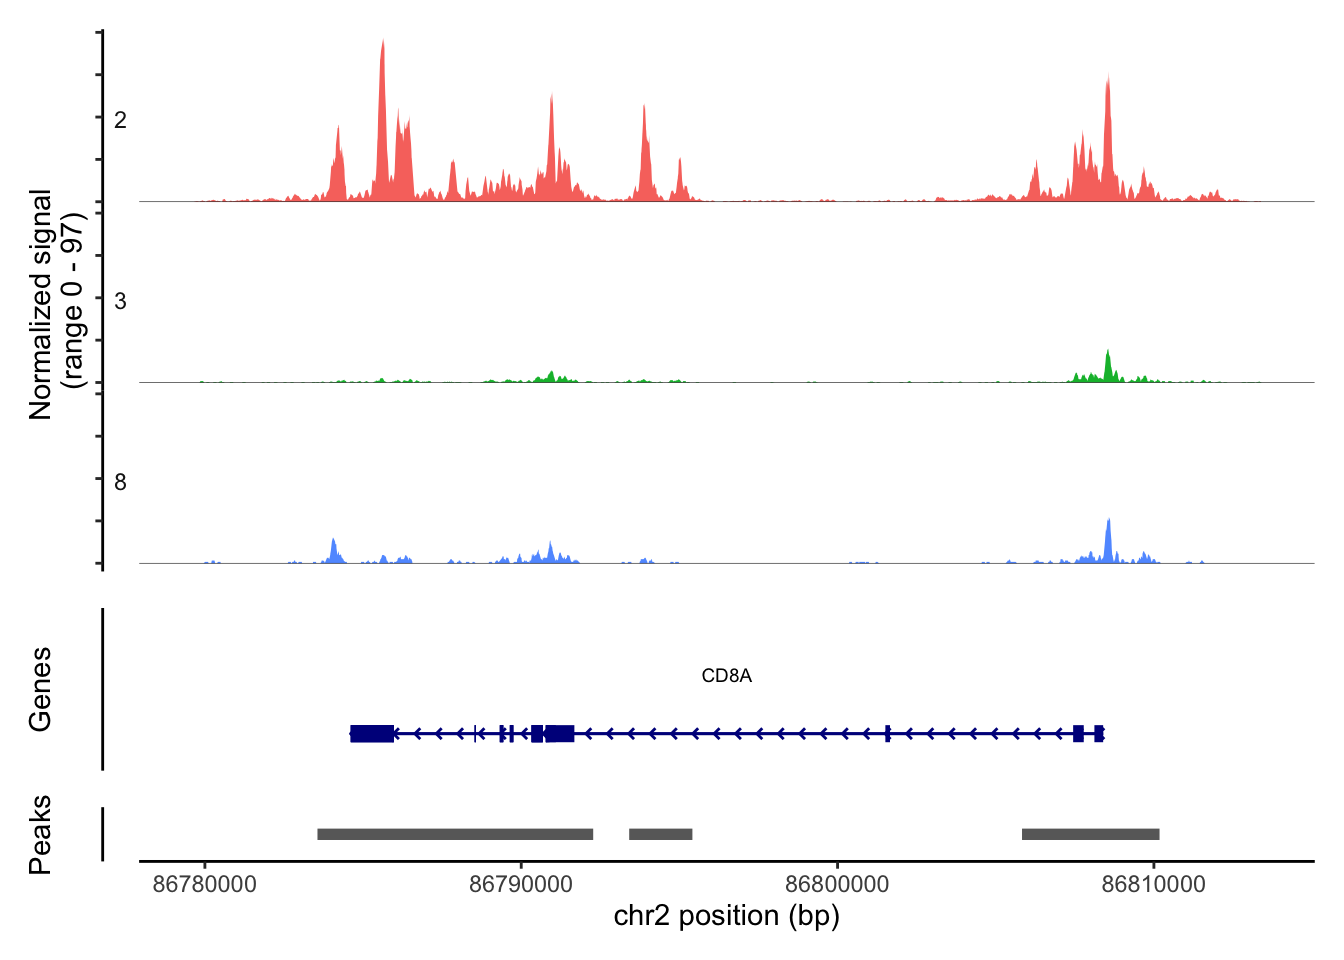 Normalized signal
(range 0 - 97)
2
3
8
Genes
CD8A
Peaks
86780000 86790000 86800000 86810000
chr2 position (bp)